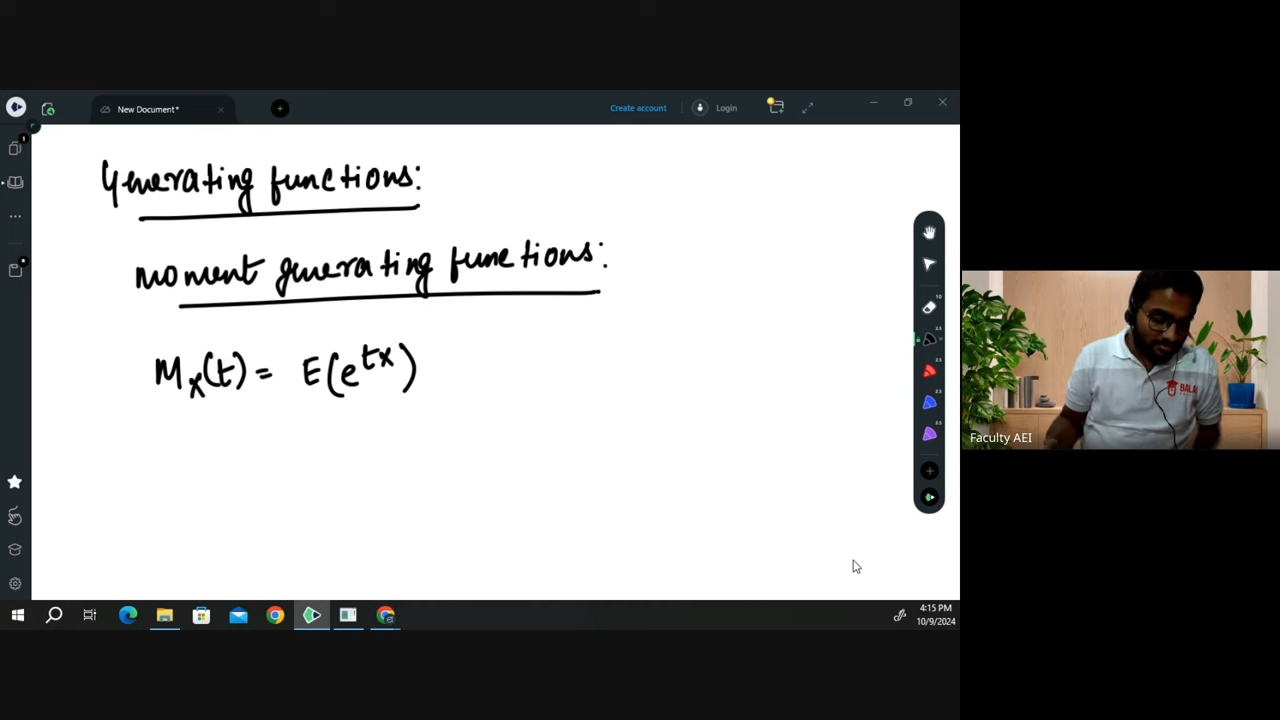 New Document*
Create account
Login
Generating functions:
moment generating functions:
Mx(t) = E(e^tx)
BALA
Faculty AEI
4:15 PM
10/9/2024